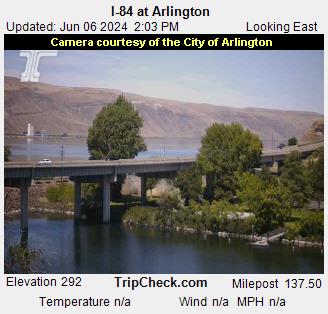 I-84 at Arlington
Updated: Jun 06 2024 2:03 PM Looking East
Camera courtesy of the City of Arlington
Elevation 292 TripCheck.com Milepost 137.50
Temperature n/a Wind n/a MPH n/a